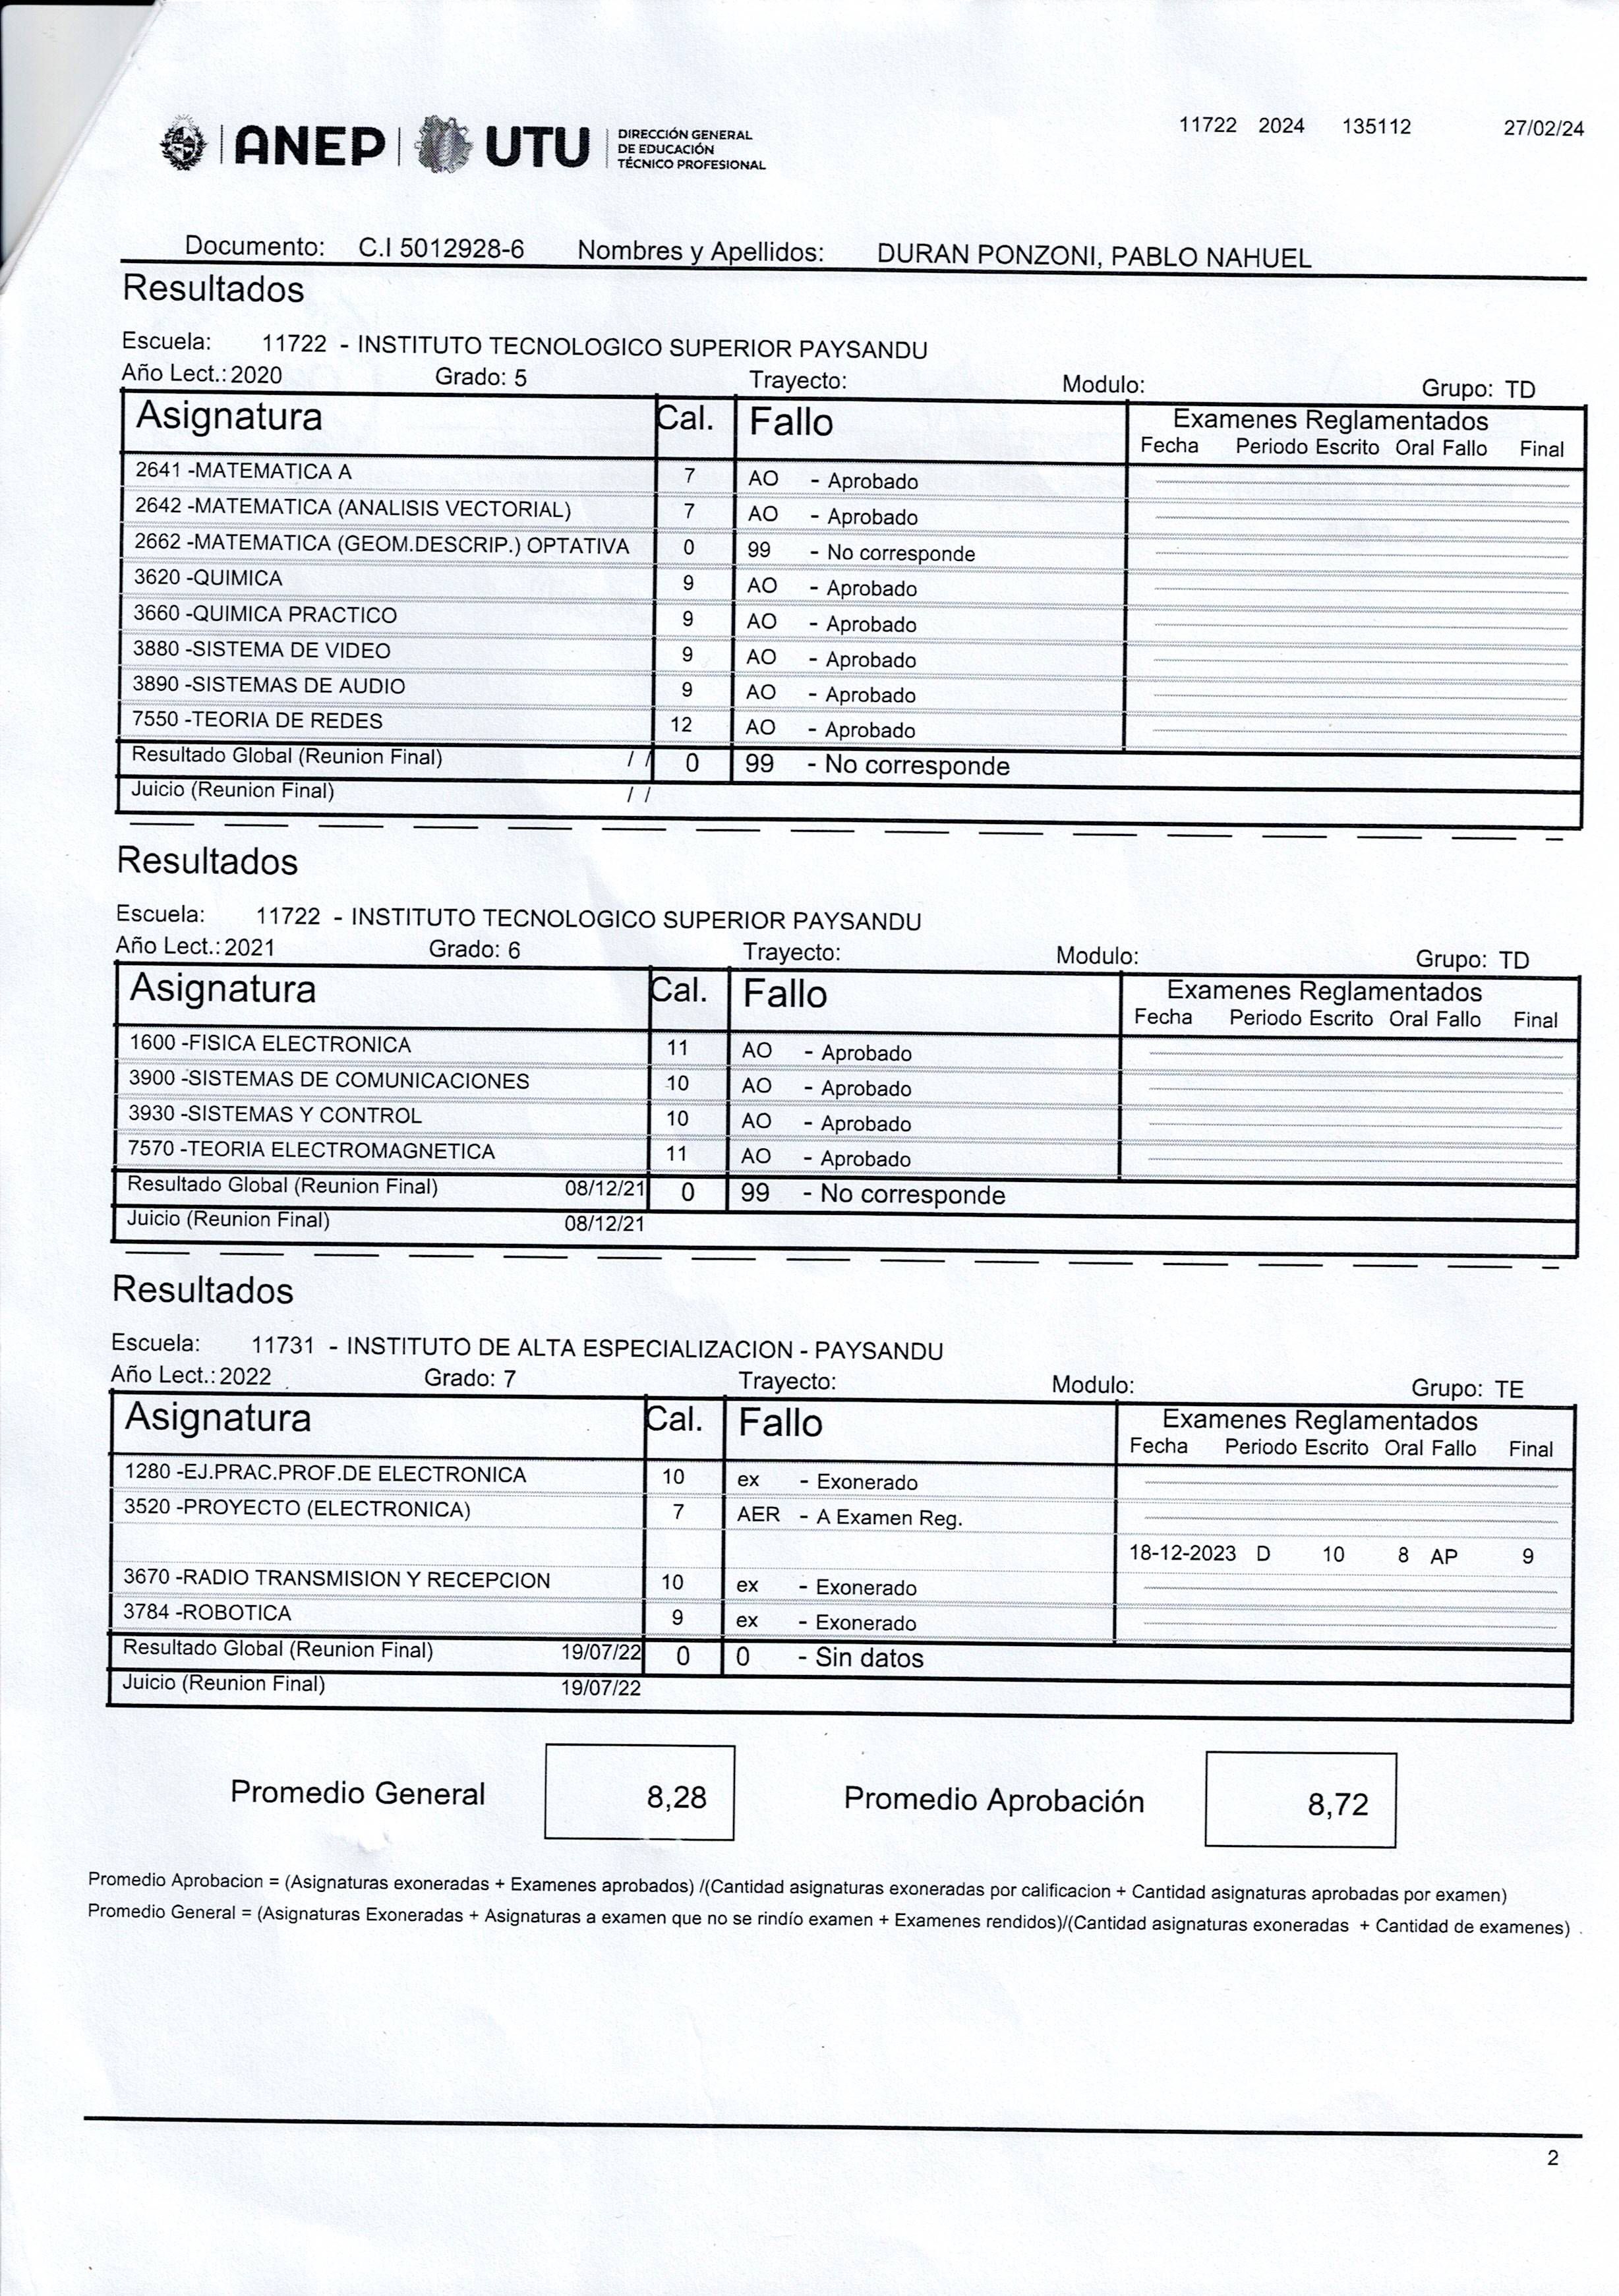 ANEP UTU DIRECCIÓN GENERAL
DE EDUCACIÓN
TÉCNICO PROFESIONAL
11722 2024 135112 27/02/24
Documento: C.I 5012928-6 Nombres y Apellidos: DURAN PONZONI, PABLO NAHUEL
Resultados
Escuela: 11722 - INSTITUTO TECNOLOGICO SUPERIOR PAYSANDU
Año Lect.: 2020 Grado: 5 Trayecto: Modulo: Grupo: TD
Asignatura Cal. Fallo Examenes Reglamentados
Fecha Periodo Escrito Oral Fallo Final
2641 -MATEMATICA A 7 AO - Aprobado
2642 -MATEMATICA (ANALISIS VECTORIAL) 7 AO - Aprobado
2662 -MATEMATICA (GEOM.DESCRIP.) OPTATIVA 0 99 - No corresponde
3620 -QUIMICA 9 AO - Aprobado
3660 -QUIMICA PRACTICO 9 AO - Aprobado
3880 -SISTEMA DE VIDEO 9 AO - Aprobado
3890 -SISTEMAS DE AUDIO 9 AO - Aprobado
7550 -TEORIA DE REDES 12 AO - Aprobado
Resultado Global (Reunion Final) / / 0 99 - No corresponde
Juicio (Reunion Final) / /
Resultados
Escuela: 11722 - INSTITUTO TECNOLOGICO SUPERIOR PAYSANDU
Año Lect.: 2021 Grado: 6 Trayecto: Modulo: Grupo: TD
Asignatura Cal. Fallo Examenes Reglamentados
Fecha Periodo Escrito Oral Fallo Final
1600 -FISICA ELECTRONICA 11 AO - Aprobado
3900 -SISTEMAS DE COMUNICACIONES 10 AO - Aprobado
3930 -SISTEMAS Y CONTROL 10 AO - Aprobado
7570 -TEORIA ELECTROMAGNETICA 11 AO - Aprobado
Resultado Global (Reunion Final) 08/12/21 0 99 - No corresponde
Juicio (Reunion Final) 08/12/21
Resultados
Escuela: 11731 - INSTITUTO DE ALTA ESPECIALIZACION - PAYSANDU
Año Lect.: 2022 Grado: 7 Trayecto: Modulo: Grupo: TE
Asignatura Cal. Fallo Examenes Reglamentados
Fecha Periodo Escrito Oral Fallo Final
1280 -EJ.PRAC.PROF.DE ELECTRONICA 10 ex - Exonerado
3520 -PROYECTO (ELECTRONICA) 7 AER - A Examen Reg.
18-12-2023 D 10 8 AP 9
3670 -RADIO TRANSMISION Y RECEPCION 10 ex - Exonerado
3784 -ROBOTICA 9 ex - Exonerado
Resultado Global (Reunion Final) 19/07/22 0 0 - Sin datos
Juicio (Reunion Final) 19/07/22
Promedio General 8,28 Promedio Aprobación 8,72
Promedio Aprobacion = (Asignaturas exoneradas + Examenes aprobados) /(Cantidad asignaturas exoneradas por calificacion + Cantidad asignaturas aprobadas por examen)
Promedio General = (Asignaturas Exoneradas + Asignaturas a examen que no se rindío examen + Examenes rendidos)/(Cantidad asignaturas exoneradas + Cantidad de examenes)
2